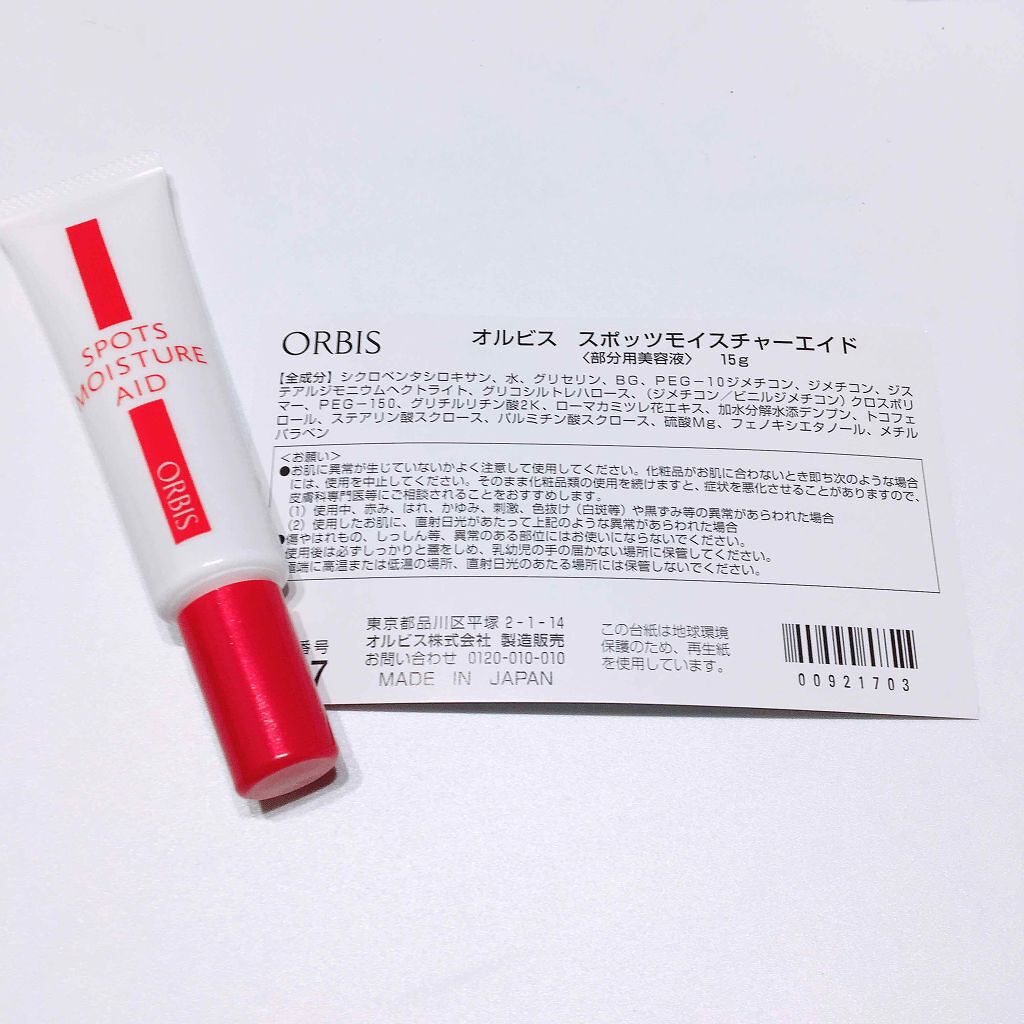 SPOTS
MOISTURE
AID
ORBIS
ORBIS
オルビス スポッツモイスチャーエイド
〈部分用美容液〉 15g
【全成分】シクロペンタシロキサン、水、グリセリン、BG、PEG-10ジメチコン、ジメチコン、ジス
テアルジモニウムヘクトライト、グリコシルトレハロース、(ジメチコン/ビニルジメチコン)クロスポリ
マー、PEG-150、グリチルリチン酸2K、ローマカミツレ花エキス、加水分解水添デンプン、トコフェ
ロール、ステアリン酸スクロース、パルミチン酸スクロース、硫酸Mg、フェノキシエタノール、メチル
パラベン
<お願い>
●お肌に異常が生じていないかよく注意して使用してください。化粧品がお肌に合わないとき即ち次のような場合
には、使用を中止してください。そのまま化粧品類の使用を続けますと、症状を悪化させることがありますので、
皮膚科専門医等にご相談されることをおすすめします。
(1)使用中、赤み、はれ、かゆみ、刺激、色抜け(白斑等)や黒ずみ等の異常があらわれた場合
(2)使用したお肌に、直射日光があたって上記のような異常があらわれた場合
●傷やはれもの、しっしん等、異常のある部位にはお使いにならないでください。
使用後は必ずしっかりと蓋をしめ、乳幼児の手の届かない場所に保管してください。
極端に高温または低温の場所、直射日光のあたる場所には保管しないでください。
番号
7
東京都品川区平塚2-1-14
オルビス株式会社 製造販売
お問い合わせ 0120-010-010
MADE IN JAPAN
この台紙は地球環境
保護のため、再生紙
を使用しています。
00921703